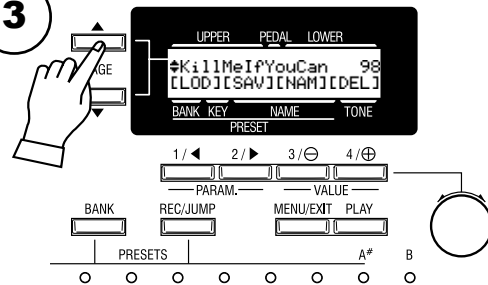 3
UPPER PEDAL LOWER
▲
PAGE
▼
♦KillMeIfYouCan 98
[LOD][SAV][NAM][DEL]
BANK KEY NAME TONE
PRESET
1/◀ 2/▶ 3/⊖ 4/⊕
PARAM. VALUE
BANK REC/JUMP MENU/EXIT PLAY
PRESETS A# B